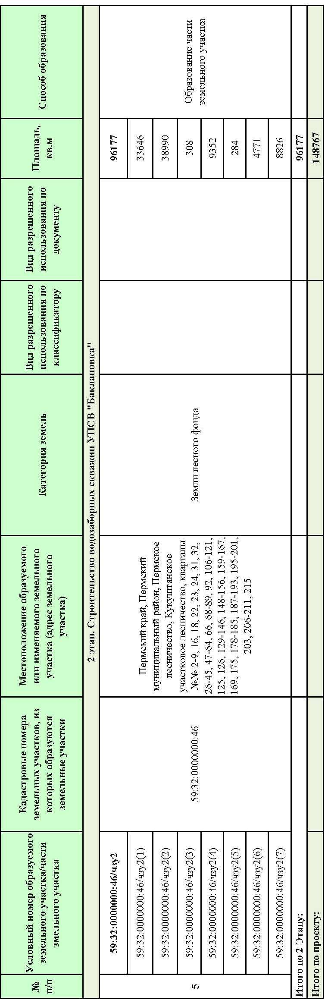 №
п/п
Условный номер образуемого
земельного участка/части
змельного участка
Кадастровые номера
земельных участков, из
которых образуются
земельные участки
Местоположение образуемого
или изменяемого земельного
участка (адрес земельного
участка)
Категория земель
Вид разрешенного
использования по
классификатору
Вид разрешенного
использования по
документу
Площадь,
кв.м
Способ образования
2 этап. Строительство водозаборных скважин УПСВ "Баклановка"
5
59:32:0000000:46/чзу2
59:32:0000000:46
Пермский край, Пермский
муниципальный район, Пермское
лесничество, Кукуштанское
участковое лесничество, кварталы
№№ 2-9, 16, 18, 22, 23, 24, 31, 32,
26-45, 47-64, 66, 68-89, 92, 106-121,
125, 126, 129-146, 148-156, 159-167,
169, 175, 178-185, 187-193, 195-201,
203, 206-211, 215
Земли лесного фонда
96177
Образование части
земельного участка
59:32:0000000:46/чзу2(1)
33646
59:32:0000000:46/чзу2(2)
38990
59:32:0000000:46/чзу2(3)
308
59:32:0000000:46/чзу2(4)
9352
59:32:0000000:46/чзу2(5)
284
59:32:0000000:46/чзу2(6)
4771
59:32:0000000:46/чзу2(7)
8826
Итого по 2 Этапу:
96177
Итого по проекту:
148767